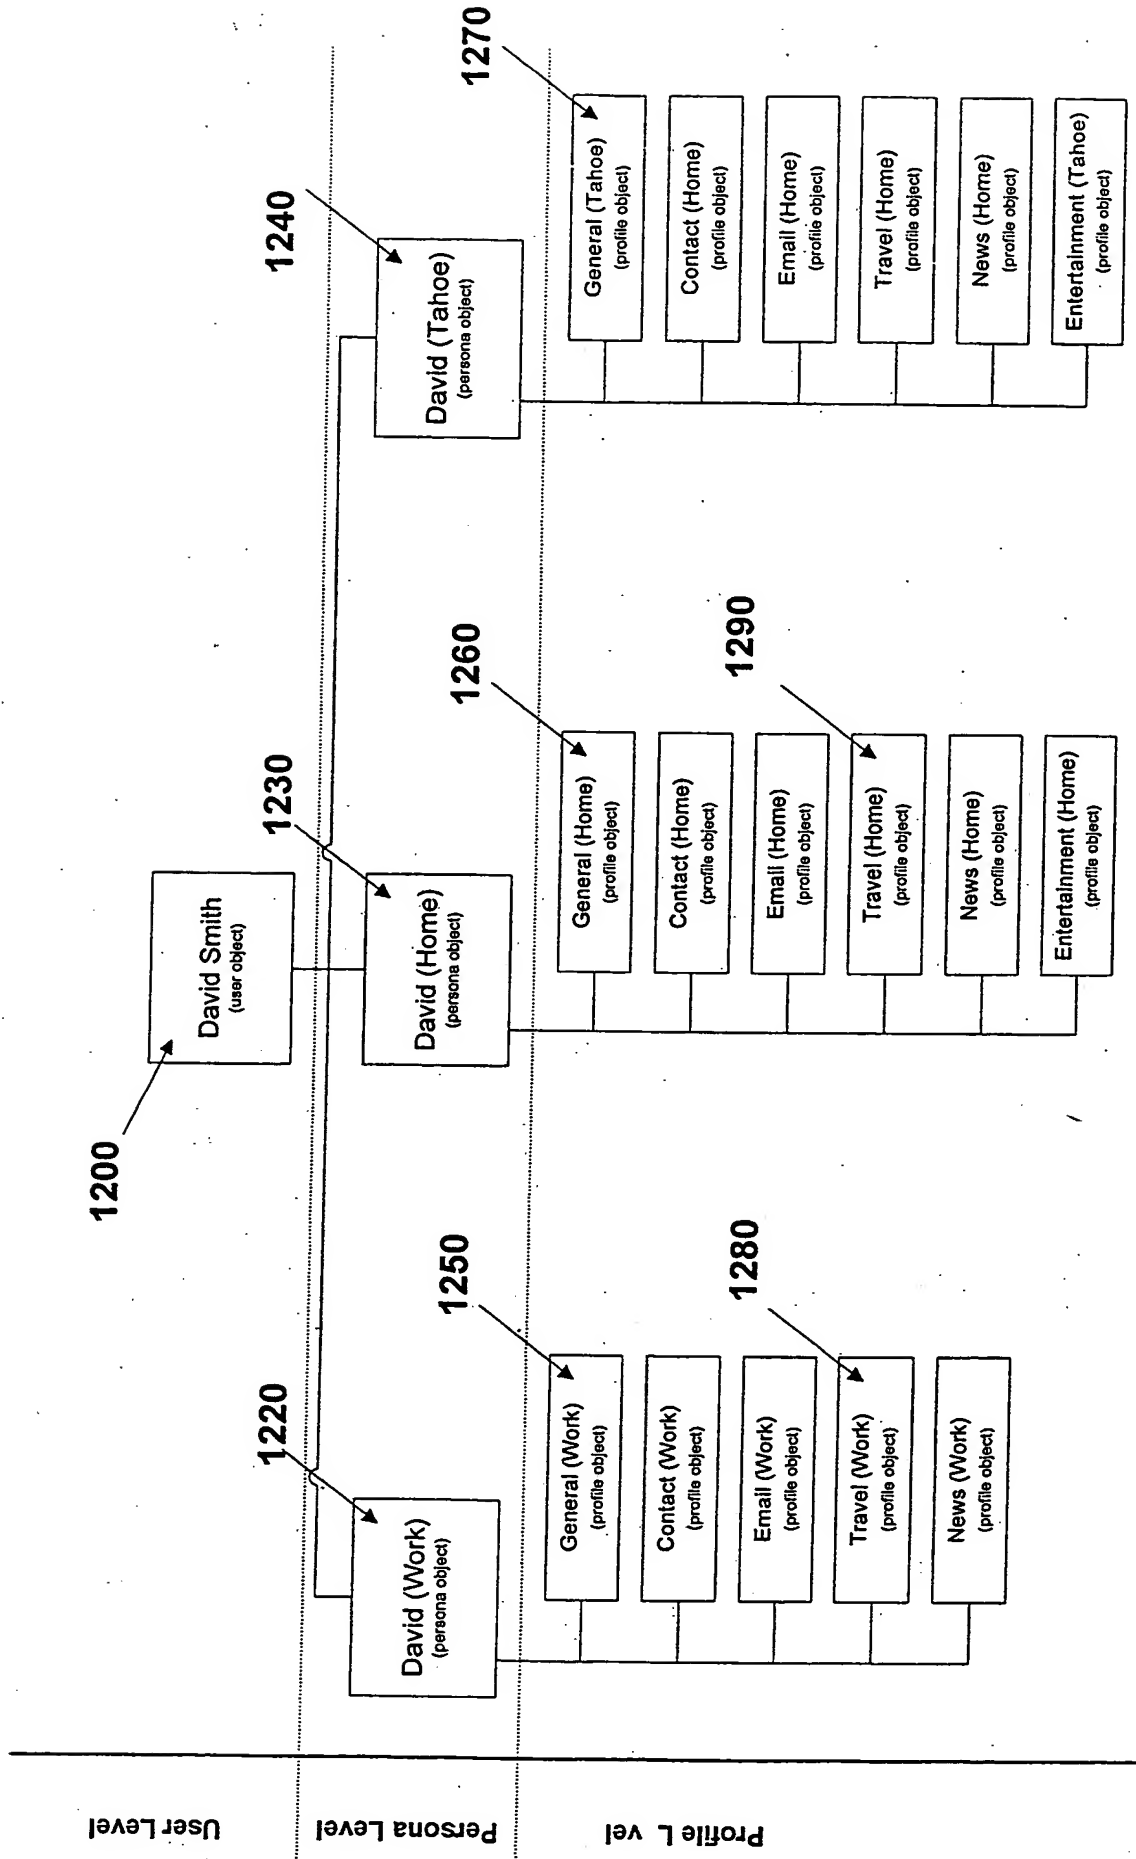 1200
David Smith
(user object)
User Level
1220
1230
1240
David (Work)
(persona object)
David (Home)
(persona object)
David (Tahoe)
(persona object)
Persona Level
1250
1260
1270
General (Work)
(profile object)
Contact (Work)
(profile object)
Email (Work)
(profile object)
1280
Travel (Work)
(profile object)
News (Work)
(profile object)
General (Home)
(profile object)
Contact (Home)
(profile object)
Email (Home)
(profile object)
1290
Travel (Home)
(profile object)
News (Home)
(profile object)
Entertainment (Home)
(profile object)
General (Tahoe)
(profile object)
Contact (Home)
(profile object)
Email (Home)
(profile object)
Travel (Home)
(profile object)
News (Home)
(profile object)
Entertainment (Tahoe)
(profile object)
Profile L vel